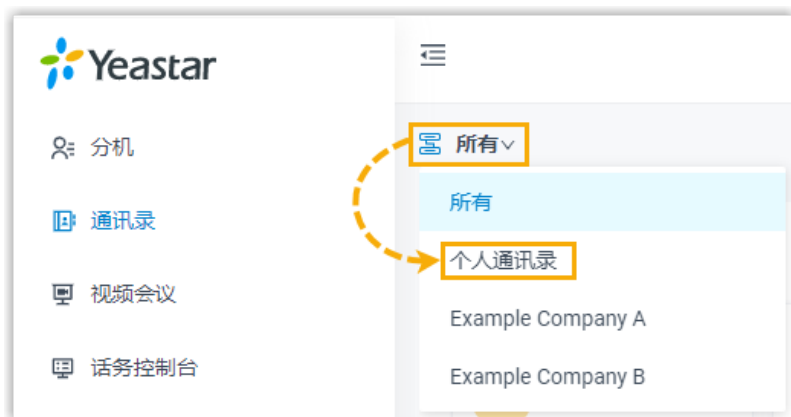 Yeastar
分机
通讯录
视频会议
话务控制台
所有
所有
个人通讯录
Example Company A
Example Company B